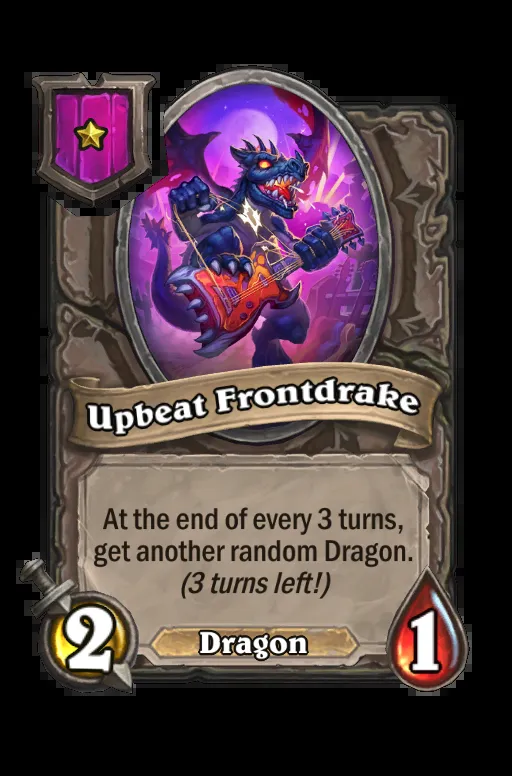 Upbeat Frontdrake
At the end of every 3 turns,
get another random Dragon.
(3 turns left!)
2
Dragon
1